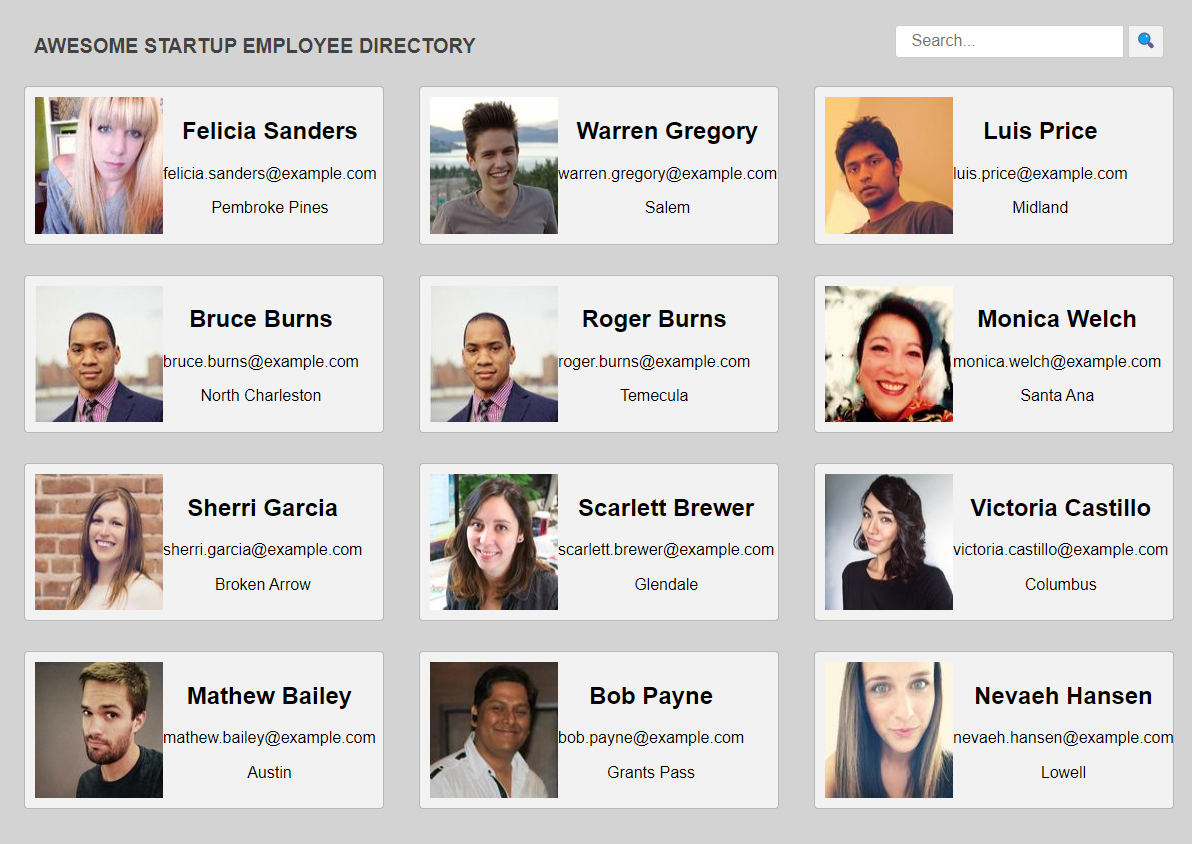 AWESOME STARTUP EMPLOYEE DIRECTORY
Search...
Felicia Sanders
felicia.sanders@example.com
Pembroke Pines
Warren Gregory
warren.gregory@example.com
Salem
Luis Price
luis.price@example.com
Midland
Bruce Burns
bruce.burns@example.com
North Charleston
Roger Burns
roger.burns@example.com
Temecula
Monica Welch
monica.welch@example.com
Santa Ana
Sherri Garcia
sherri.garcia@example.com
Broken Arrow
Scarlett Brewer
scarlett.brewer@example.com
Glendale
Victoria Castillo
victoria.castillo@example.com
Columbus
Mathew Bailey
mathew.bailey@example.com
Austin
Bob Payne
bob.payne@example.com
Grants Pass
Nevaeh Hansen
nevaeh.hansen@example.com
Lowell